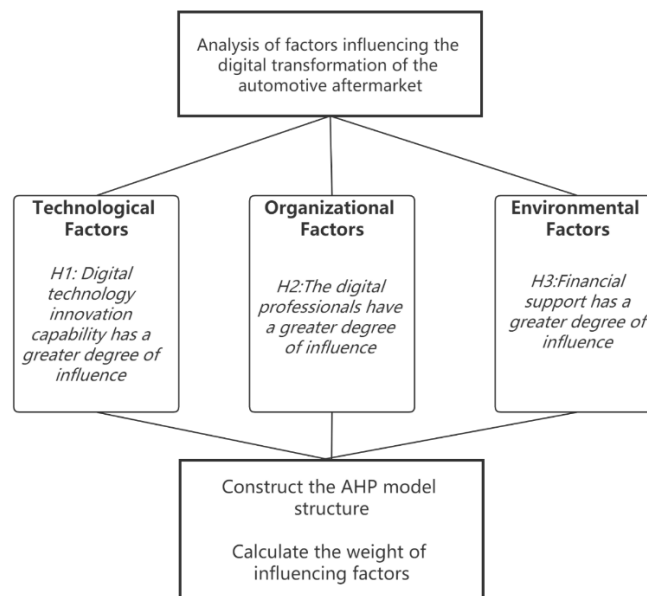 Analysis of factors influencing the
digital transformation of the
automotive aftermarket
Technological
Factors
H1: Digital
technology
innovation
capability has a
greater degree of
influence
Organizational
Factors
H2:The digital
professionals have
a greater degree
of influence
Environmental
Factors
H3:Financial
support has a
greater degree of
influence
Construct the AHP model
structure
Calculate the weight of
influencing factors